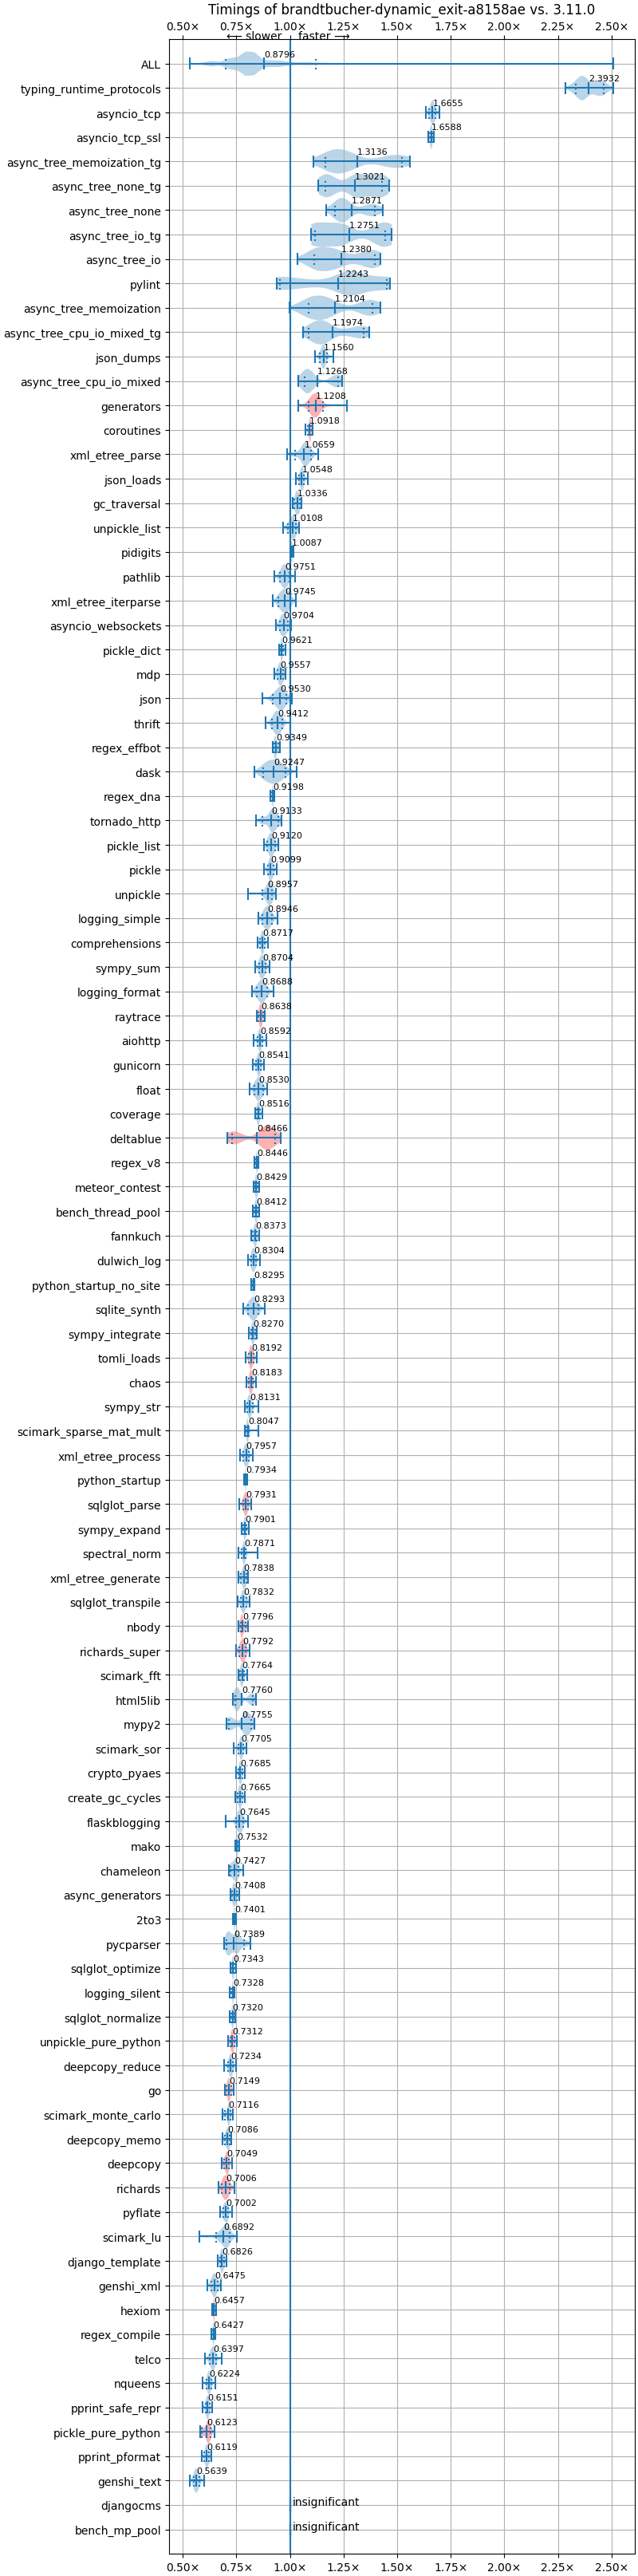 Timings of brandtbucher-dynamic_exit-a8158ae vs. 3.11.0
0.50× 0.75× 1.00× 1.25× 1.50× 1.75× 2.00× 2.25× 2.50×
⟵ slower faster ⟶
ALL 0.8796
typing_runtime_protocols 2.3932
asyncio_tcp 1.6655
asyncio_tcp_ssl 1.6588
async_tree_memoization_tg 1.3136
async_tree_none_tg 1.3021
async_tree_none 1.2871
async_tree_io_tg 1.2751
async_tree_io 1.2380
pylint 1.2243
async_tree_memoization 1.2104
async_tree_cpu_io_mixed_tg 1.1974
json_dumps 1.1560
async_tree_cpu_io_mixed 1.1268
generators 1.1208
coroutines 1.0918
xml_etree_parse 1.0659
json_loads 1.0548
gc_traversal 1.0336
unpickle_list 1.0108
pidigits 1.0087
pathlib 0.9751
xml_etree_iterparse 0.9745
asyncio_websockets 0.9704
pickle_dict 0.9621
mdp 0.9557
json 0.9530
thrift 0.9412
regex_effbot 0.9349
dask 0.9247
regex_dna 0.9198
tornado_http 0.9133
pickle_list 0.9120
pickle 0.9099
unpickle 0.8957
logging_simple 0.8946
comprehensions 0.8717
sympy_sum 0.8704
logging_format 0.8688
raytrace 0.8638
aiohttp 0.8592
gunicorn 0.8541
float 0.8530
coverage 0.8516
deltablue 0.8466
regex_v8 0.8446
meteor_contest 0.8429
bench_thread_pool 0.8412
fannkuch 0.8373
dulwich_log 0.8304
python_startup_no_site 0.8295
sqlite_synth 0.8293
sympy_integrate 0.8270
tomli_loads 0.8192
chaos 0.8183
sympy_str 0.8131
scimark_sparse_mat_mult 0.8047
xml_etree_process 0.7957
python_startup 0.7934
sqlglot_parse 0.7931
sympy_expand 0.7901
spectral_norm 0.7871
xml_etree_generate 0.7838
sqlglot_transpile 0.7832
nbody 0.7796
richards_super 0.7792
scimark_fft 0.7764
html5lib 0.7760
mypy2 0.7755
scimark_sor 0.7705
crypto_pyaes 0.7685
create_gc_cycles 0.7665
flaskblogging 0.7645
mako 0.7532
chameleon 0.7427
async_generators 0.7408
2to3 0.7401
pycparser 0.7389
sqlglot_optimize 0.7343
logging_silent 0.7328
sqlglot_normalize 0.7320
unpickle_pure_python 0.7312
deepcopy_reduce 0.7234
go 0.7149
scimark_monte_carlo 0.7116
deepcopy_memo 0.7086
deepcopy 0.7049
richards 0.7006
pyflate 0.7002
scimark_lu 0.6892
django_template 0.6826
genshi_xml 0.6475
hexiom 0.6457
regex_compile 0.6427
telco 0.6397
nqueens 0.6224
pprint_safe_repr 0.6151
pickle_pure_python 0.6123
pprint_pformat 0.6119
genshi_text 0.5639
djangocms insignificant
bench_mp_pool insignificant
0.50× 0.75× 1.00× 1.25× 1.50× 1.75× 2.00× 2.25× 2.50×